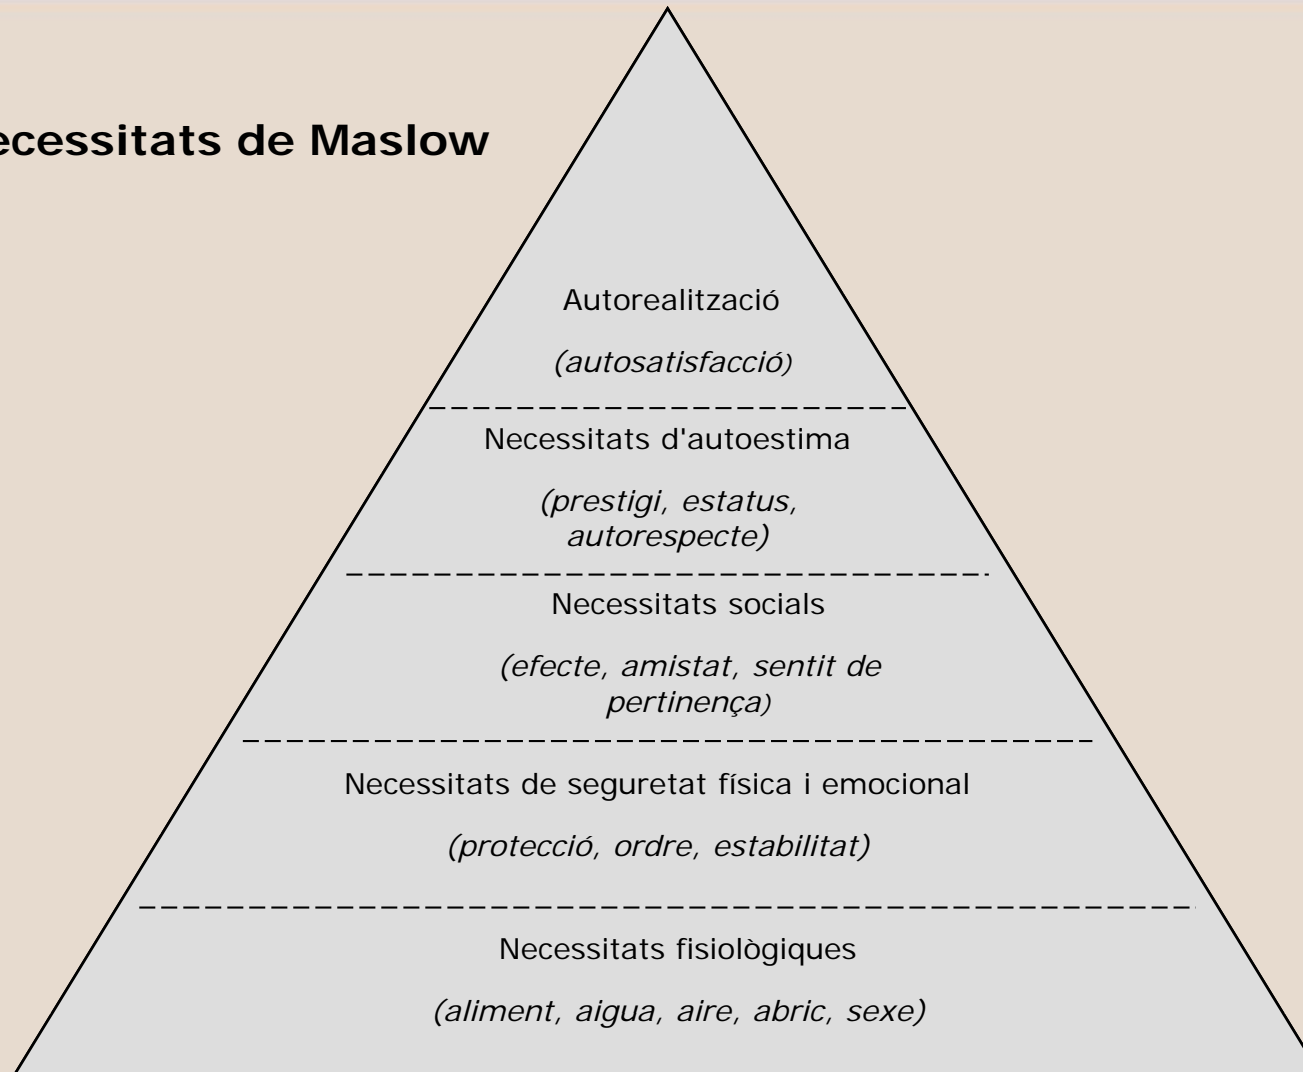 ecessitats de Maslow
Autorealització
(autosatisfacció)
Necessitats d'autoestima
(prestigi, estatus,
autorespecte)
Necessitats socials
(efecte, amistat, sentit de
pertinença)
Necessitats de seguretat física i emocional
(protecció, ordre, estabilitat)
Necessitats fisiològiques
(aliment, aigua, aire, abric, sexe)